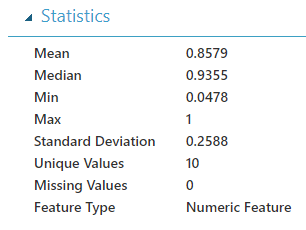 Statistics
Mean 0.8579
Median 0.9355
Min 0.0478
Max 1
Standard Deviation 0.2588
Unique Values 10
Missing Values 0
Feature Type Numeric Feature